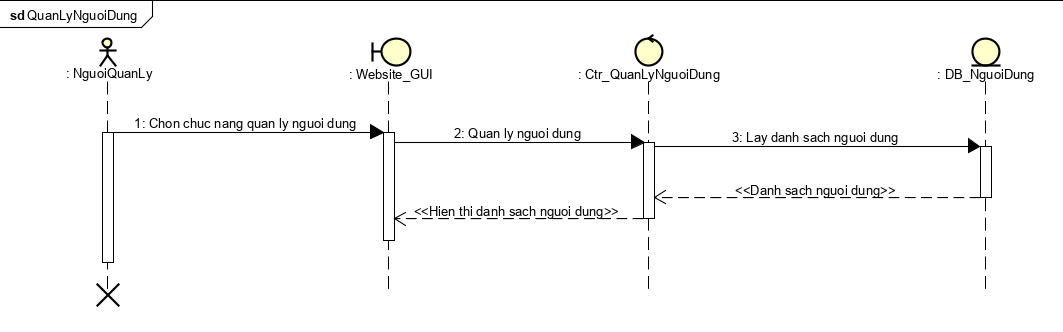 sd QuanLyNguoiDung
: NguoiQuanLy
: Website_GUI
: Ctr_QuanLyNguoiDung
: DB_NguoiDung
1: Chon chuc nang quan ly nguoi dung
2: Quan ly nguoi dung
3: Lay danh sach nguoi dung
<<Danh sach nguoi dung>>
<<Hien thi danh sach nguoi dung>>